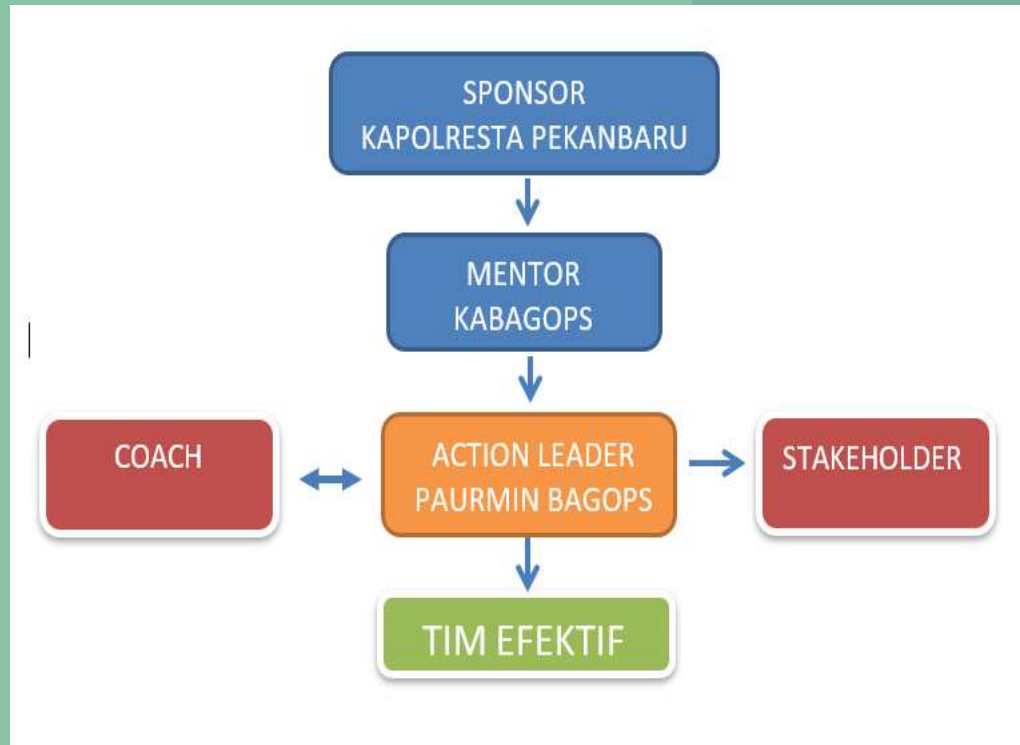 SPONSOR
KAPOLRESTA PEKANBARU
MENTOR
KABAGOPS
COACH
ACTION LEADER
PAURMIN BAGOPS
STAKEHOLDER
TIM EFEKTIF